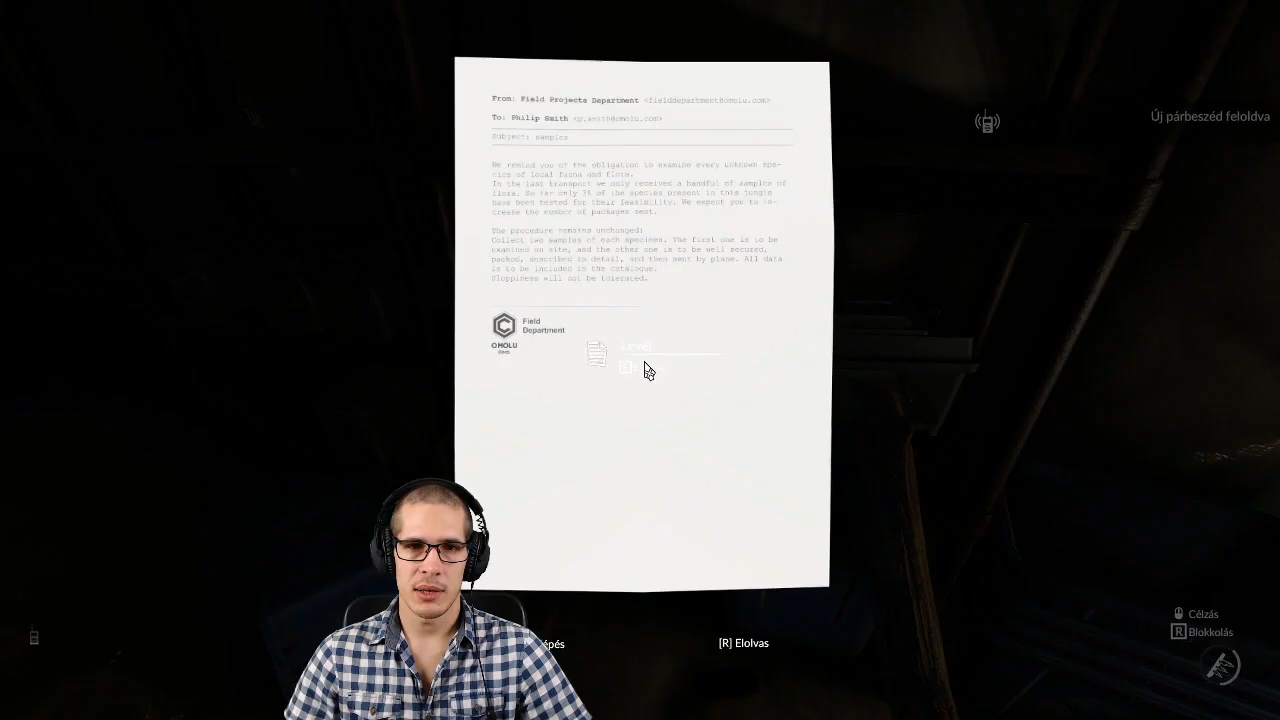 From: Field Projects Department <fielddepartment@omolu.com>
To: Philip Smith <p.smith@omolu.com>
Subject: samples
We remind you of the obligation to examine every unknown spe-
cies of local fauna and flora.
In the last transport we only received a handful of samples of
flora. So far only 3% of the species present in this jungle
have been tested for their feasibility. We expect you to in-
crease the number of packages sent.
The procedure remains unchanged:
Collect two samples of each specimen. The first one is to be
examined on site, and the other one is to be well secured,
packed, described in detail, and then sent by plane. All data
is to be included in the catalogue.
Sloppiness will not be tolerated.
Field
Department
OMOLU
Levél
[E]
Új párbeszéd feloldva
épés
[R] Elolvas
Célzás
R Blokkolás